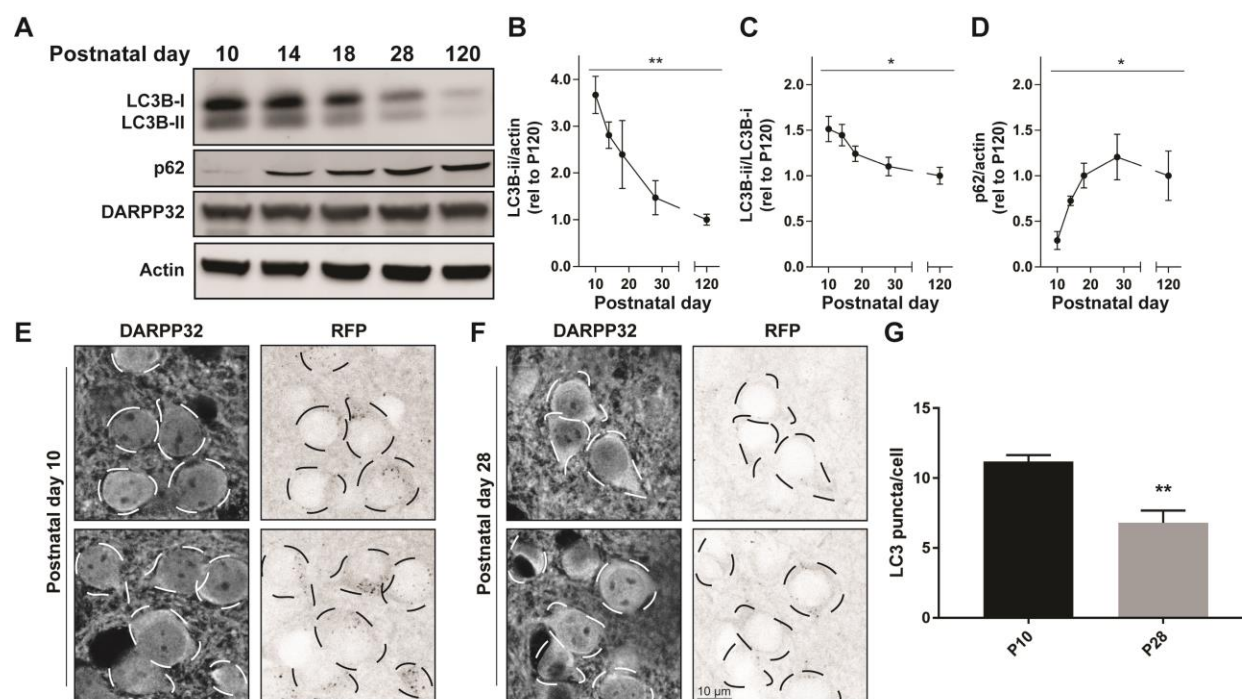 A
Postnatal day 10 14 18 28 120
LC3B-I
LC3B-II
p62
DARPP32
Actin
B
**
LC3B-ii/actin
(rel to P120)
4.0
3.0
2.0
1.0
0.0
10 20 30 120
Postnatal day
C
*
LC3B-ii/LC3B-i
(rel to P120)
2.0
1.5
1.0
0.5
0.0
10 20 30 120
Postnatal day
D
*
p62/actin
(rel to P120)
2.0
1.5
1.0
0.5
0.0
10 20 30 120
Postnatal day
E
DARPP32 RFP
Postnatal day 10
F
DARPP32 RFP
Postnatal day 28
10 µm
G
LC3 puncta/cell
15
10
5
0
**
P10 P28